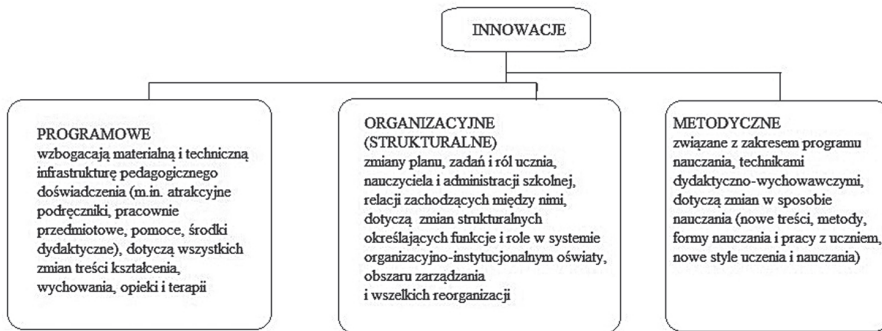 INNOWACJE
PROGRAMOWE
wzbogacają materialną i techniczną
infrastrukturę pedagogicznego
doświadczenia (m.in. atrakcyjne
podręczniki, pracownie
przedmiotowe, pomoce, środki
dydaktyczne), dotyczą wszystkich
zmian treści kształcenia,
wychowania, opieki i terapii
ORGANIZACYJNE
(STRUKTURALNE)
zmiany planu, zadań i ról ucznia,
nauczyciela i administracji szkolnej,
relacji zachodzących między nimi,
dotyczą zmian strukturalnych
określających funkcje i role w systemie
organizacyjno-instytucjonalnym oświaty,
obszaru zarządzania
i wszelkich reorganizacji
METODYCZNE
związane z zakresem programu
nauczania, technikami
dydaktyczno-wychowawczymi,
dotyczą zmian w sposobie
nauczania (nowe treści, metody,
formy nauczania i pracy z uczniem,
nowe style uczenia i nauczania)